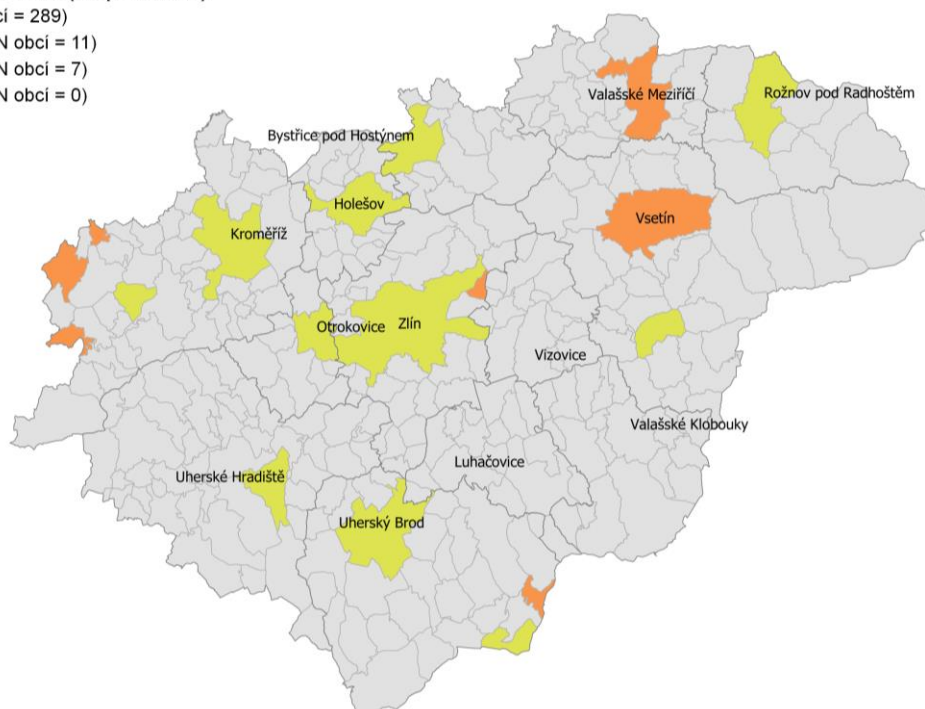 cí = 289)
N obcí = 11)
N obcí = 7)
N obcí = 0)
Valašské Meziříčí
Rožnov pod Radhoštěm
Bystřice pod Hostýnem
Holešov
Vsetín
Kroměříž
Otrokovice
Zlín
Vizovice
Valašské Klobouky
Luhačovice
Uherské Hradiště
Uherský Brod